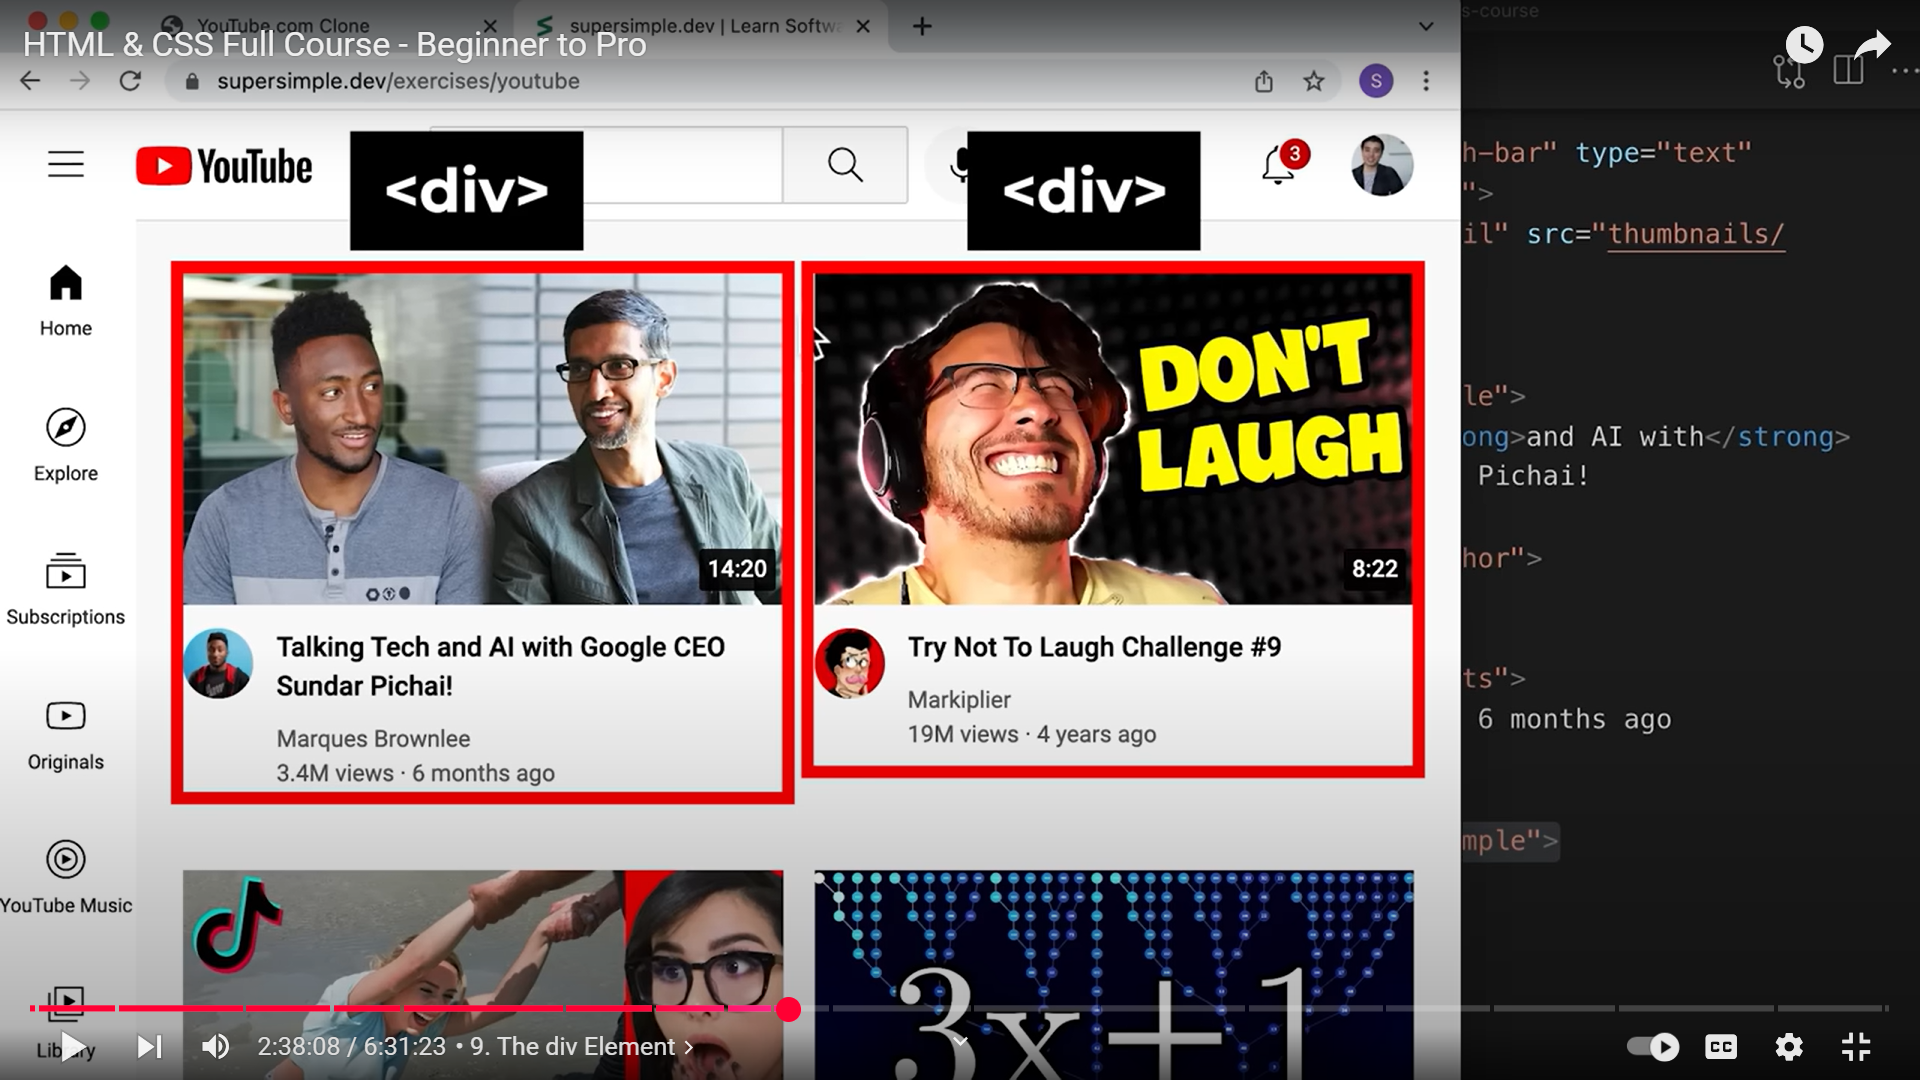 YouTube.com Clone
supersimple.dev | Learn Softw
s-course
HTML & CSS Full Course - Beginner to Pro
supersimple.dev/exercises/youtube
S
YouTube
<div>
<div>
3
h-bar" type="text"
">
il" src="thumbnails/
le">
ong>and AI with</strong>
Pichai!
hor">
ts">
6 months ago
mple">
Home
Explore
Subscriptions
Originals
YouTube Music
Library
DON'T
LAUGH
14:20
8:22
Talking Tech and AI with Google CEO
Sundar Pichai!
Marques Brownlee
3.4M views · 6 months ago
Try Not To Laugh Challenge #9
Markiplier
19M views · 4 years ago
3x+1
2:38:08 / 6:31:23 • 9. The div Element
CC